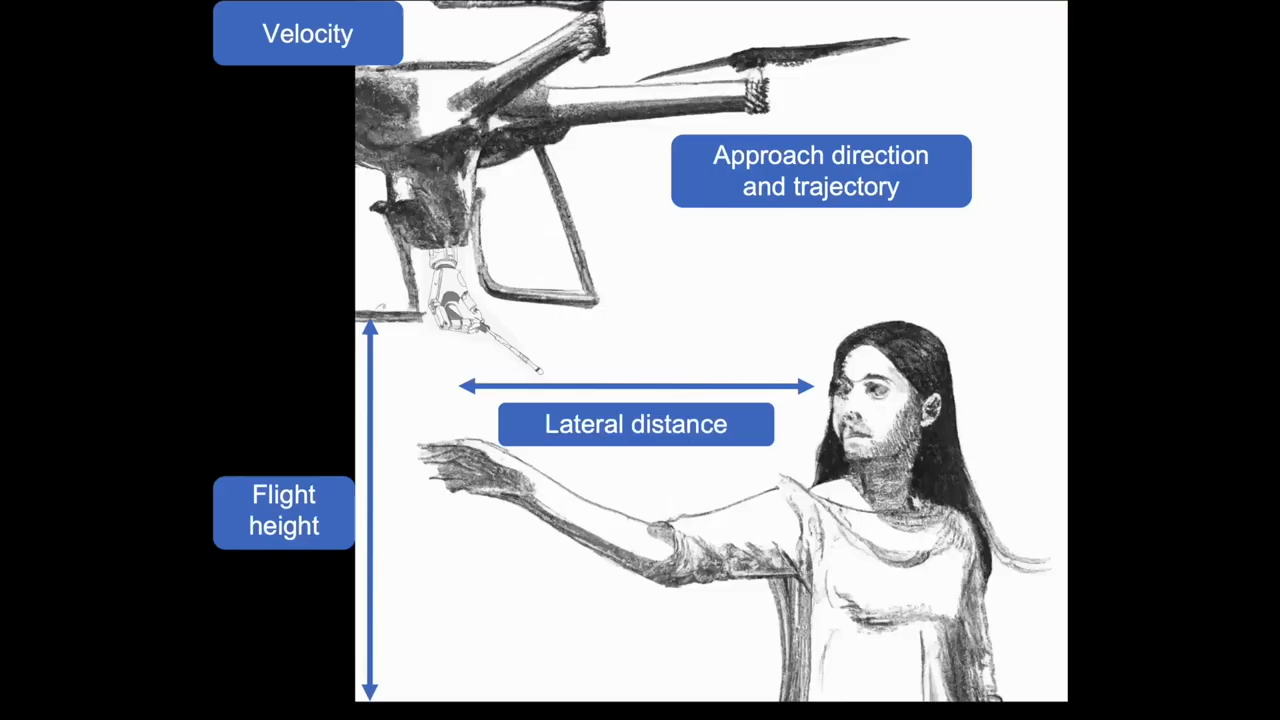 Velocity
Approach direction
and trajectory
Lateral distance
Flight
height